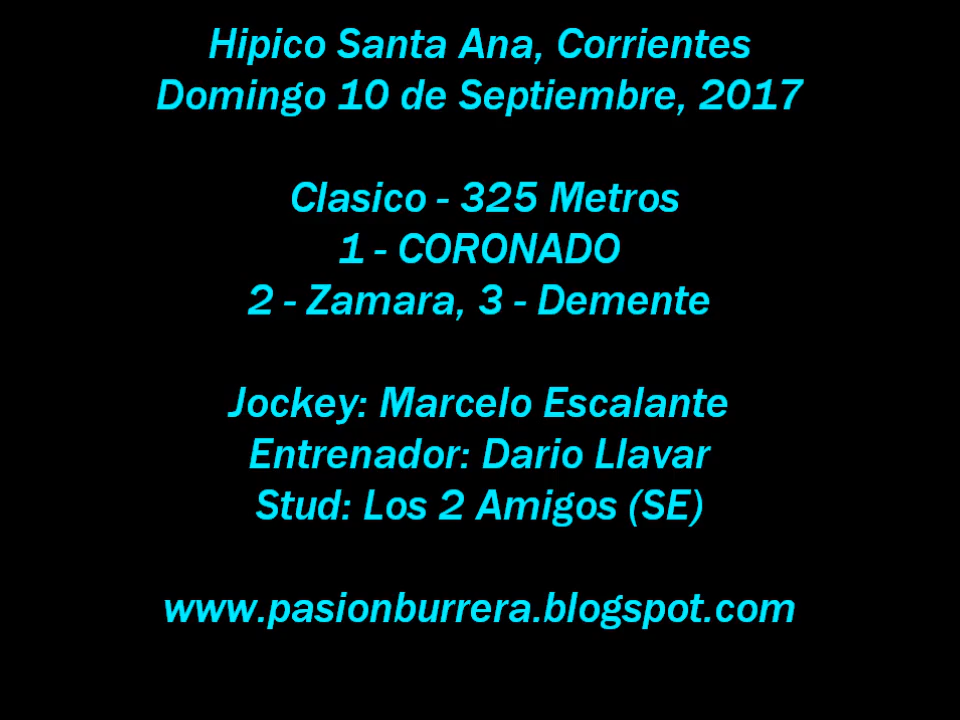 Hipico Santa Ana, Corrientes
Domingo 10 de Septiembre, 2017
Clasico - 325 Metros
1 - CORONADO
2 - Zamara, 3 - Demente
Jockey: Marcelo Escalante
Entrenador: Dario Llavar
Stud: Los 2 Amigos (SE)
www.pasionburrera.blogspot.com